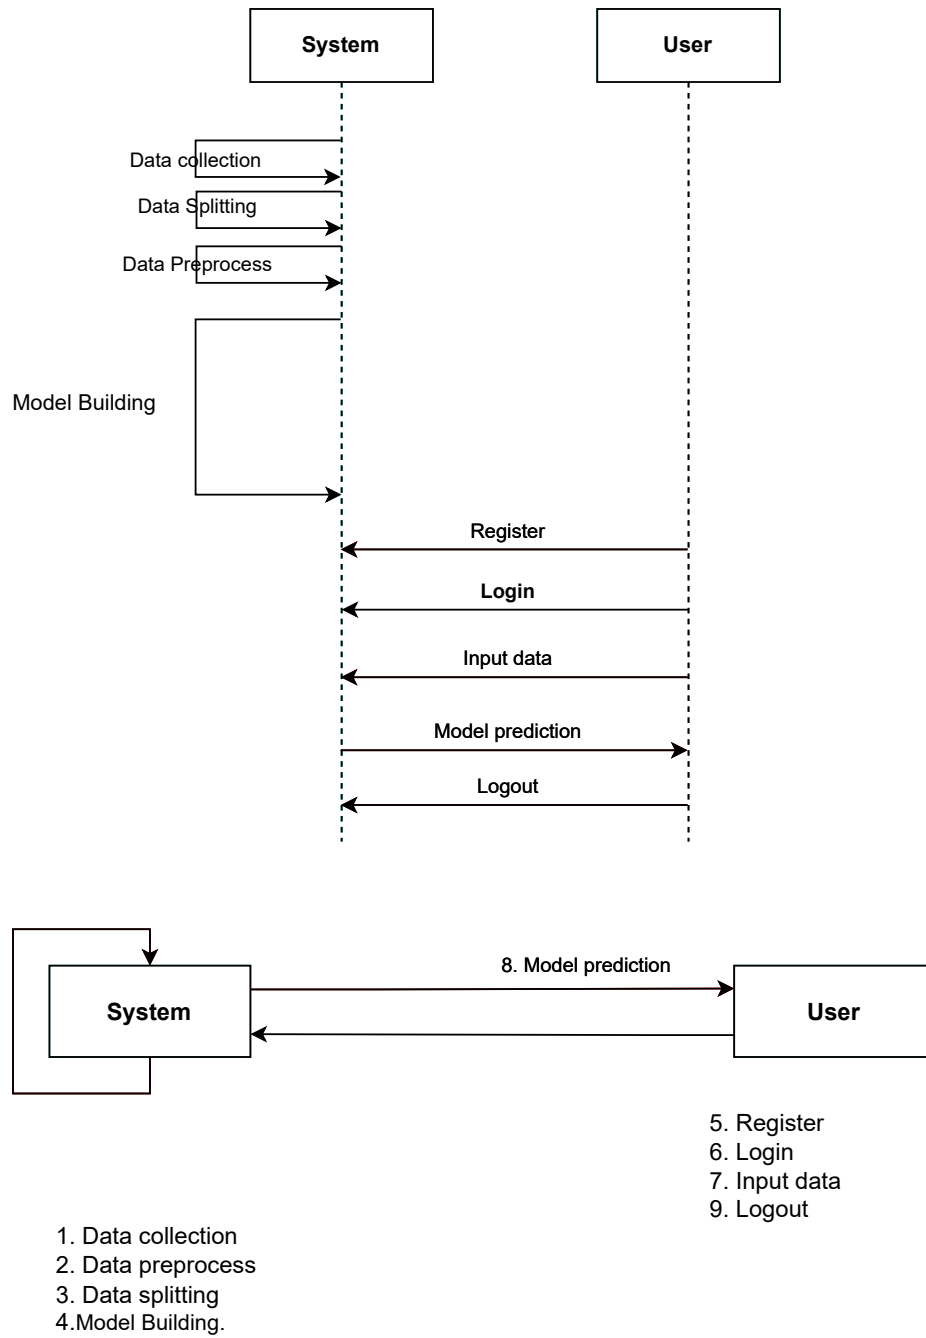 System
User
Data collection
Data Splitting
Data Preprocess
Model Building
Register
Login
Input data
Model prediction
Logout
8. Model prediction
System
User
5. Register
6. Login
7. Input data
9. Logout
1. Data collection
2. Data preprocess
3. Data splitting
4.Model Building.